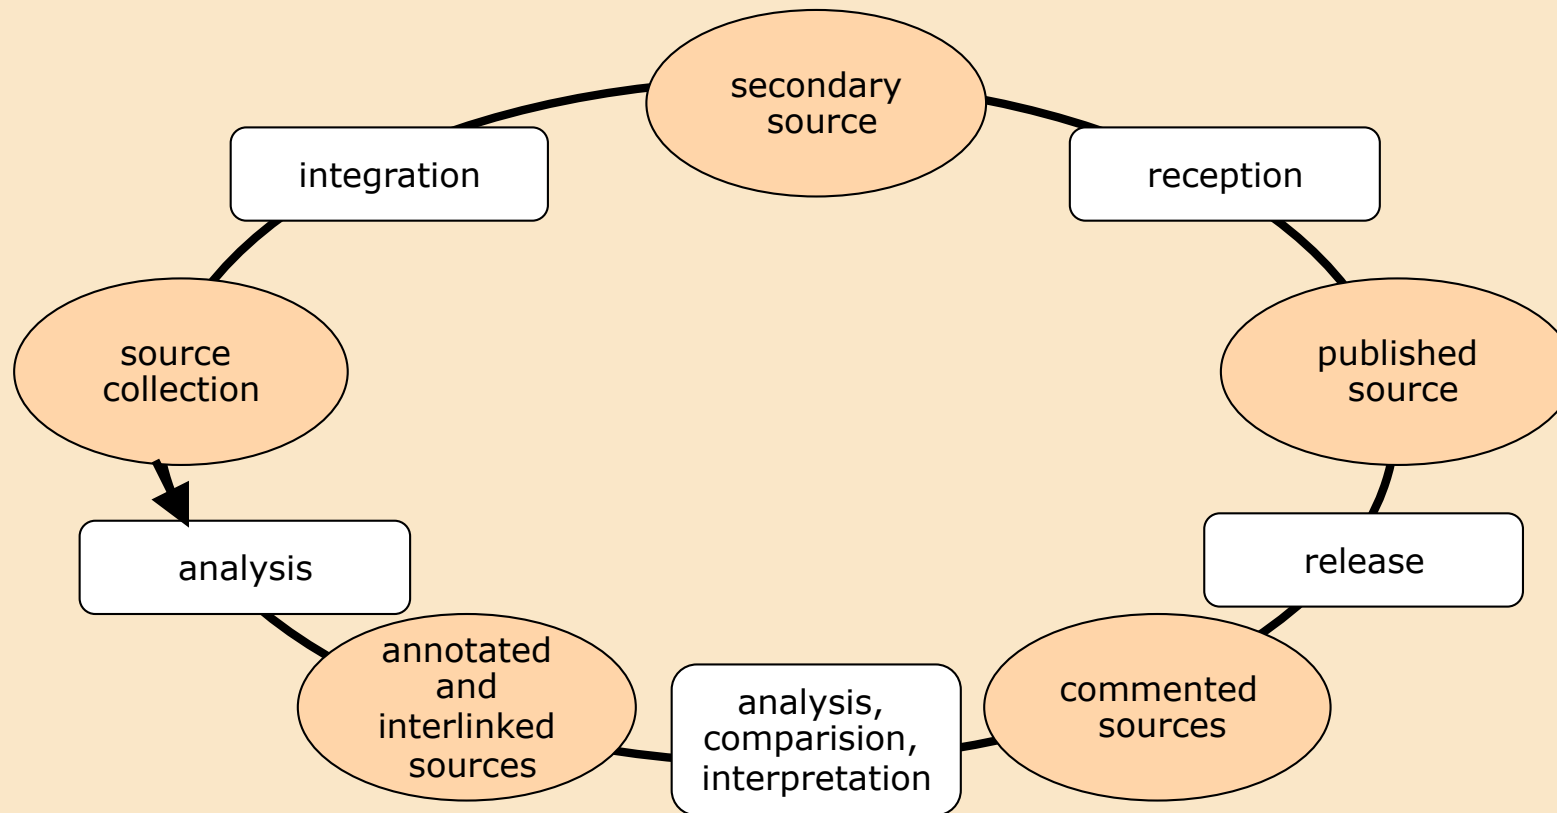 secondary
source
integration
reception
source
collection
published
source
analysis
release
annotated
and
interlinked
sources
analysis,
comparision,
interpretation
commented
sources